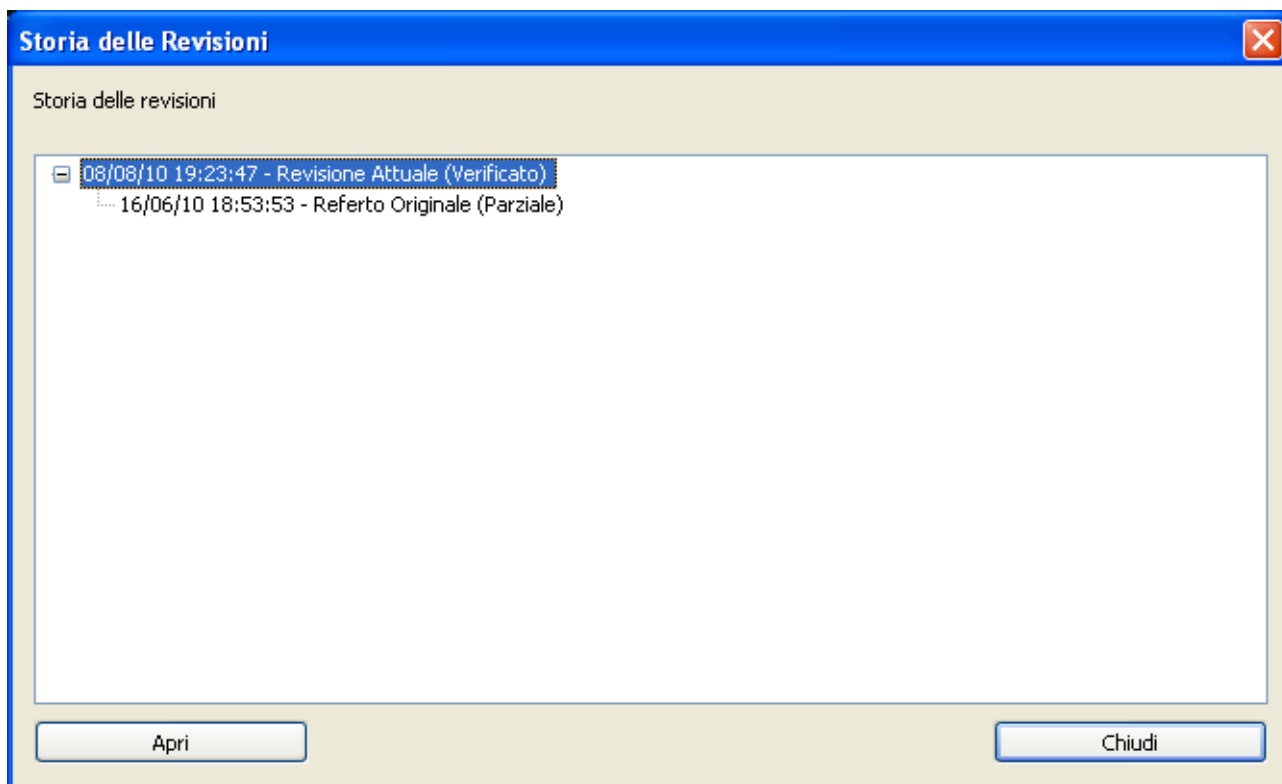 Storia delle Revisioni
Storia delle revisioni
08/08/10 19:23:47 - Revisione Attuale (Verificato)
16/06/10 18:53:53 - Referto Originale (Parziale)
Apri
Chiudi